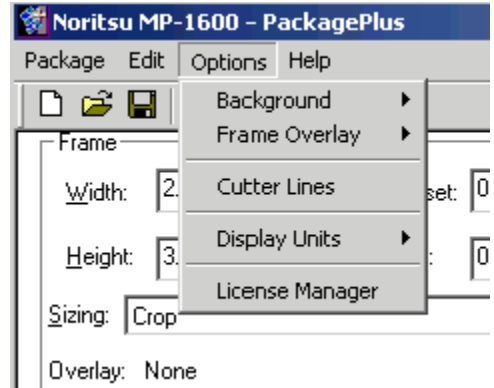 Noritsu MP-1600 - PackagePlus
Package Edit Options Help
Background
Frame Overlay
Cutter Lines
Display Units
License Manager
Frame
Width: 2. set: 0
Height: 3. : 0
Sizing: Crop
Overlay: None